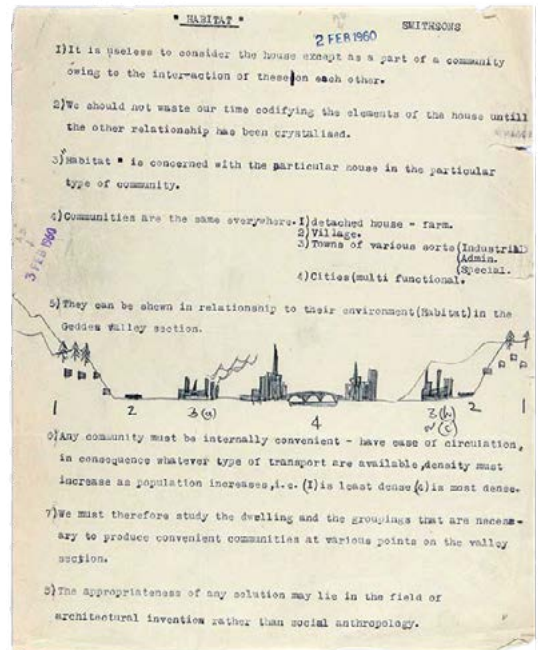 " HABITAT "
SMITHSONS
2 FEB 1960
1)It is useless to consider the house except as a part of a community
owing to the inter-action of these on each other.
2)We should not waste our time codifying the elements of the house untill
the other relationship has been crystalised.
3)Habitat " is concerned with the particular house in the particular
type of community.
4)Communities are the same everywhere.1)detached house - farm.
2)Village.
3)Towns of various sorts(Industrial
(Admin.
(Special.
4)Cities(multi functional.
3 FEB 1960
5)They can be shewn in relationship to their environment(Habitat)in the
Geddes valley section.
1 2 3(a) 4 3(b) 2 1
or (c)
6)Any community must be internally convenient - have ease of circulation,
in consequence whatever type of transport are available,density must
increase as population increases,i.e.(1)is least dense(4)is most dense.
7)We must therefore study the dwelling and the groupings that are necess-
ary to produce convenient communities at various points on the valley
section.
8)The appropriateness of any solution may lie in the field of
architectural invention rather than social anthropology.